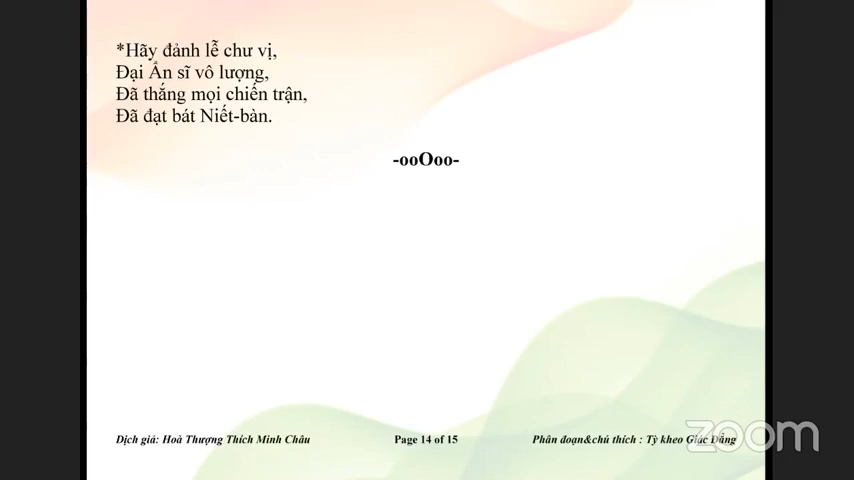 *Hãy đảnh lễ chư vị,
Đại Ẩn sĩ vô lượng,
Đã thắng mọi chiến trận,
Đã đạt bát Niết-bàn.
-ooOoo-
Dịch giả: Hoà Thượng Thích Minh Châu Page 14 of 15 Phân đoạn&chú thích : Tỳ kheo Giác Đẳng
zoom